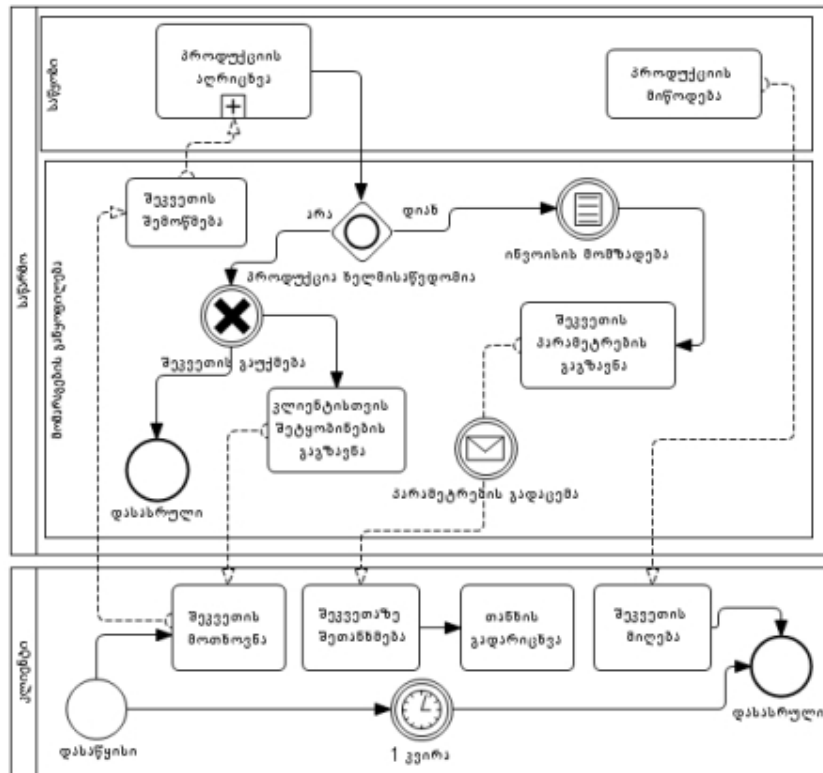 საწარმო
საწყობი
პროდუქციის
აღრიცხვა
პროდუქციის
მიწოდება
მომარაგების განყოფილება
შეკვეთის
შემოწმება
არა
დიახ
პროდუქცია ხელმისაწვდომია
ინვოისის მომზადება
შეკვეთის გაუქმება
შეკვეთის
პარამეტრების
გაგზავნა
კლიენტისთვის
შეტყობინების
გაგზავნა
დასასრული
პარამეტრების გადაცემა
კლიენტი
შეკვეთის
მოთხოვნა
შეკვეთაზე
შეთანხმება
თანხის
გადარიცხვა
შეკვეთის
მიღება
დასასრული
დასაწყისი
1 კვირა